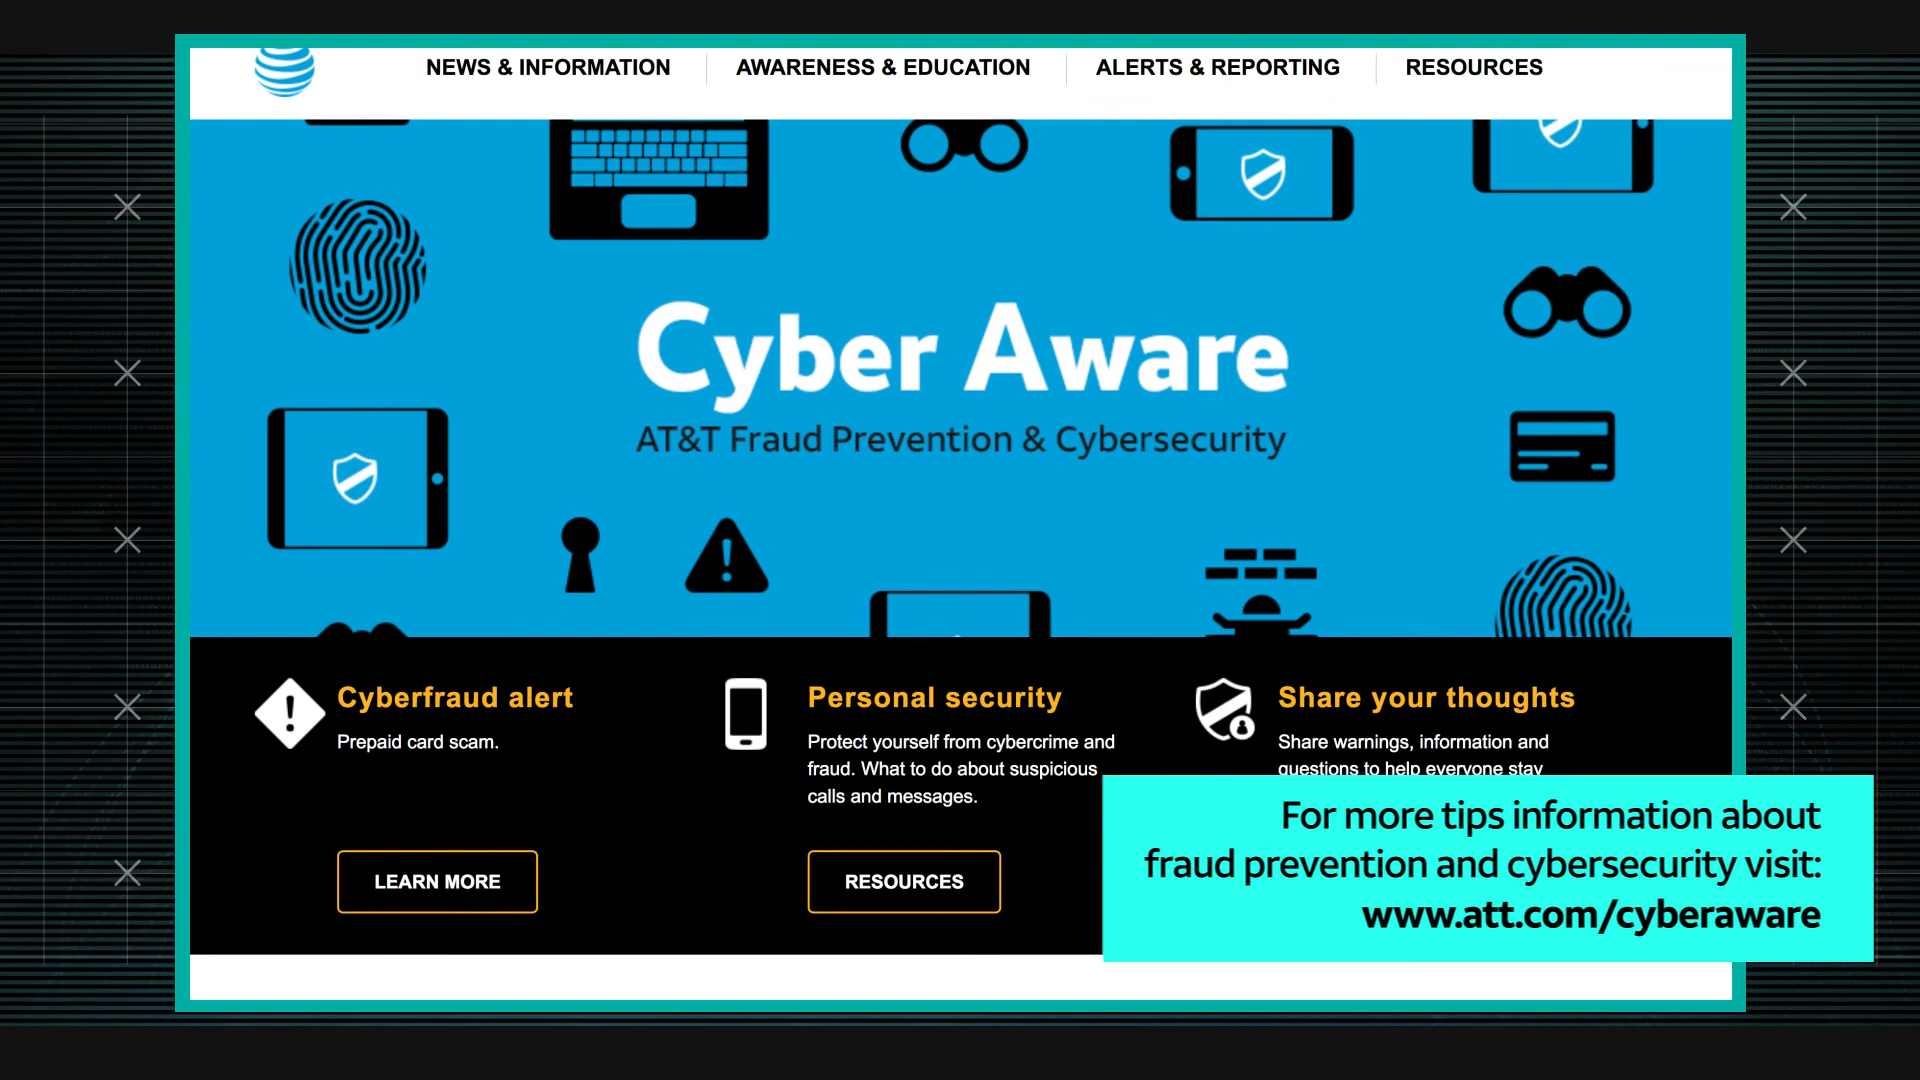 NEWS & INFORMATION
AWARENESS & EDUCATION
ALERTS & REPORTING
RESOURCES
Cyber Aware
AT&T Fraud Prevention & Cybersecurity
Cyberfraud alert
Prepaid card scam.
LEARN MORE
Personal security
Protect yourself from cybercrime and
fraud. What to do about suspicious
calls and messages.
RESOURCES
Share your thoughts
Share warnings, information and
questions to help everyone stay
For more tips information about
fraud prevention and cybersecurity visit:
www.att.com/cyberaware